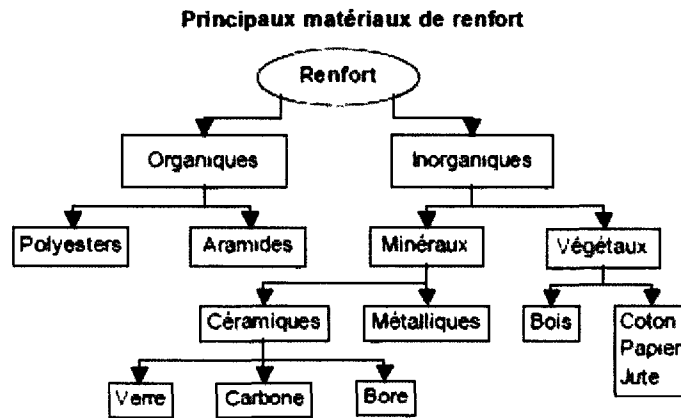 Principaux matériaux de renfort
Renfort
Organiques
Inorganiques
Polyesters
Aramides
Minéraux
Végétaux
Céramiques
Métalliques
Bois
Coton
Papier
Jute
Verre
Carbone
Bore